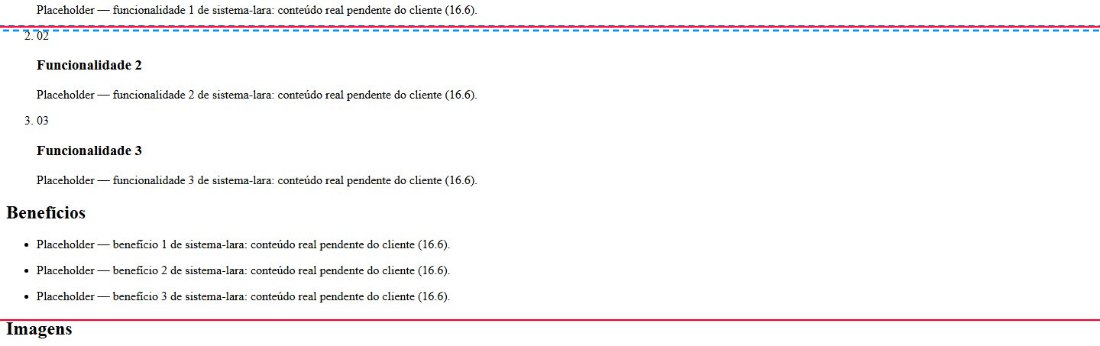 Placeholder — funcionalidade 1 de sistema-lara: conteúdo real pendente do cliente (16.6).
2. 02
Funcionalidade 2
Placeholder — funcionalidade 2 de sistema-lara: conteúdo real pendente do cliente (16.6).
3. 03
Funcionalidade 3
Placeholder — funcionalidade 3 de sistema-lara: conteúdo real pendente do cliente (16.6).
Benefícios
• Placeholder — benefício 1 de sistema-lara: conteúdo real pendente do cliente (16.6).
• Placeholder — benefício 2 de sistema-lara: conteúdo real pendente do cliente (16.6).
• Placeholder — benefício 3 de sistema-lara: conteúdo real pendente do cliente (16.6).
Imagens